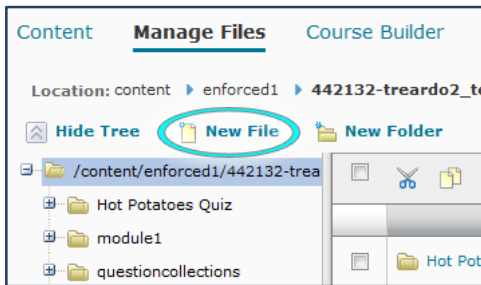 Content Manage Files Course Builder
Location: content enforced1 442132-treardo2_te
Hide Tree New File New Folder
/content/enforced1/442132-trea
Hot Potatoes Quiz
module1
questioncollections
Hot Pot